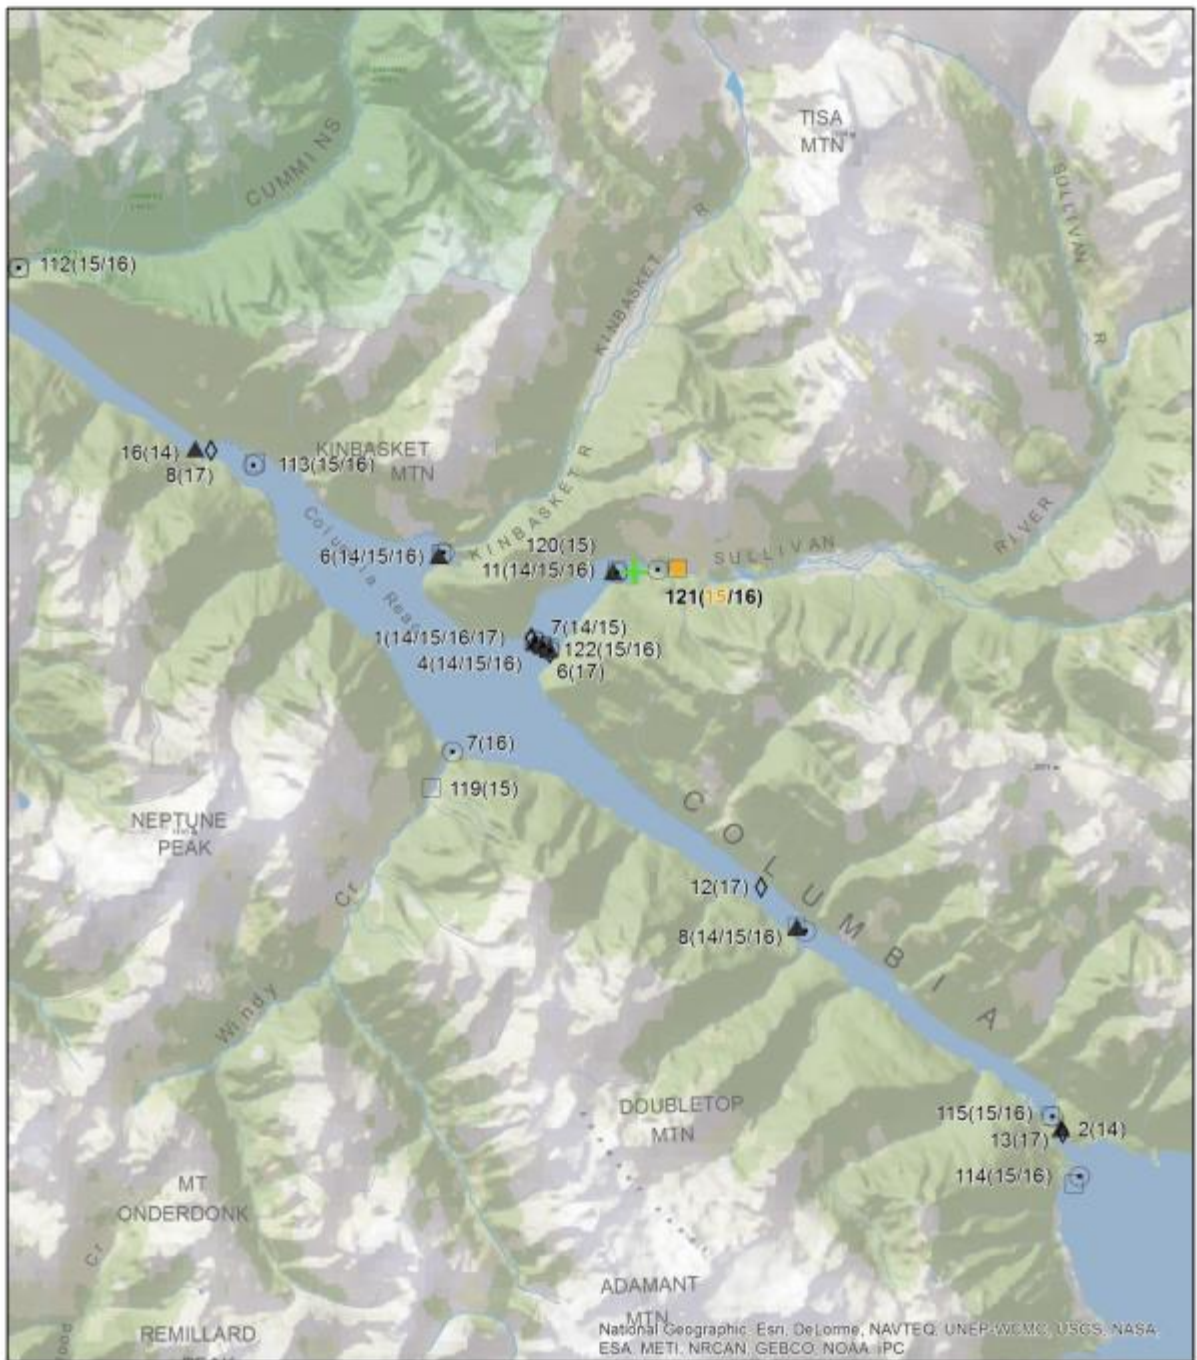 TISA
MTN
CUMMINS
SULLIVAN
R
112(15/16)
KINBASKET R
16(14)
8(17)
KINBASKET
MTN
113(15/16)
Columbia Reac
KINBASKET R
6(14/15/16)
120(15)
11(14/15/16)
SULLIVAN
RIVER
121(15/16)
1(14/15/16/17)
7(14/15)
122(15/16)
4(14/15/16)
6(17)
7(16)
119(15)
NEPTUNE
PEAK
COLUMBIA
12(17)
8(14/15/16)
Windy Cr
DOUBLETOP
MTN
115(15/16)
2(14)
13(17)
114(15/16)
MT
ONDERDONK
Cr
ADAMANT
MTN
REMILLARD
PEAK
National Geographic, Esri, DeLorme, NAVTEQ, UNEP-WCMC, USGS, NASA,
ESA, METI, NRCAN, GEBCO, NOAA, iPC